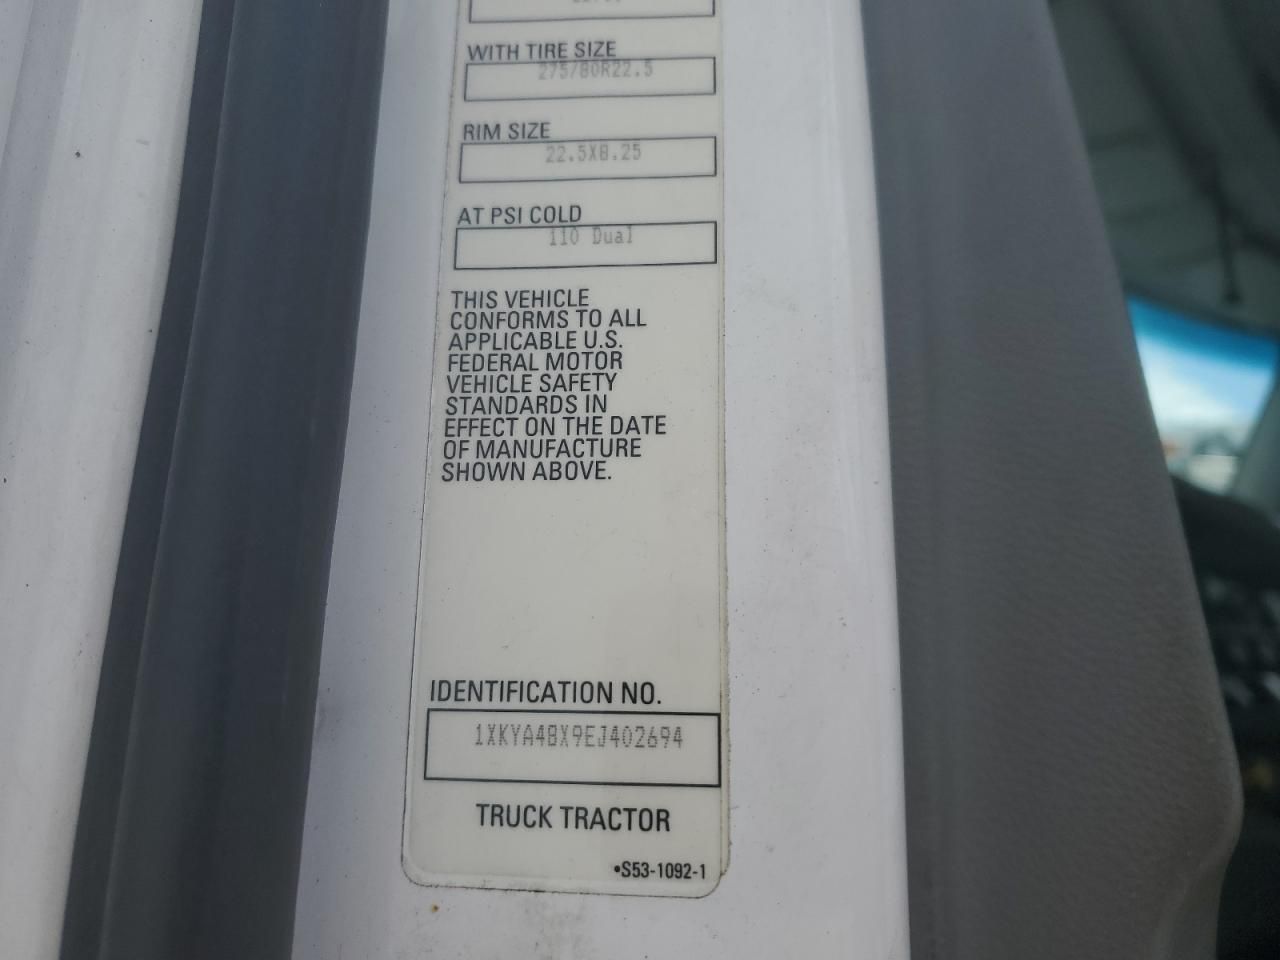 WITH TIRE SIZE
275/80R22.5
RIM SIZE
22.5X8.25
AT PSI COLD
110 Dual
THIS VEHICLE
CONFORMS TO ALL
APPLICABLE U.S.
FEDERAL MOTOR
VEHICLE SAFETY
STANDARDS IN
EFFECT ON THE DATE
OF MANUFACTURE
SHOWN ABOVE.
IDENTIFICATION NO.
1XKYA48X9EJ402694
TRUCK TRACTOR
•S53-1092-1